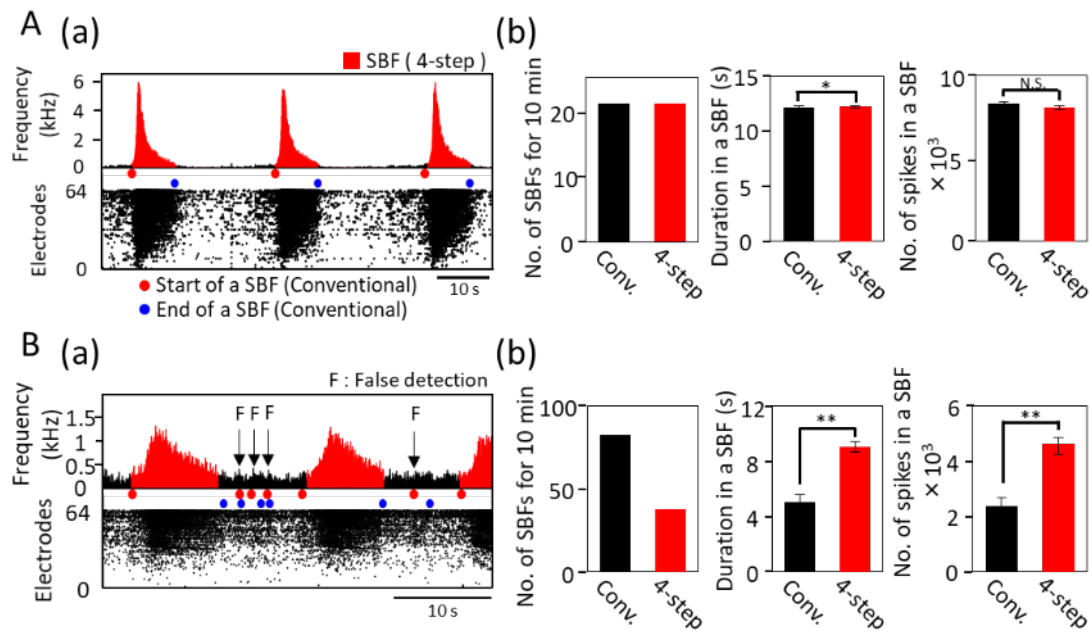 A
(a)
SBF ( 4-step )
Frequency
(kHz)
6
4
2
0
64
Electrodes
0
10 s
Start of a SBF (Conventional)
End of a SBF (Conventional)
(b)
No. of SBFs for 10 min
20
10
0
Conv.
4-step
Duration in a SBF (s)
15
10
5
0
*
Conv.
4-step
No. of spikes in a SBF
× 10³
10
5
0
N.S.
Conv.
4-step
B
(a)
F : False detection
F F F F
Frequency
(kHz)
1.5
1
0.5
0
64
Electrodes
0
10 s
(b)
No. of SBFs for 10 min
100
50
0
Conv.
4-step
Duration in a SBF (s)
12
8
4
0
**
Conv.
4-step
No. of spikes in a SBF
× 10³
6
4
2
0
**
Conv.
4-step